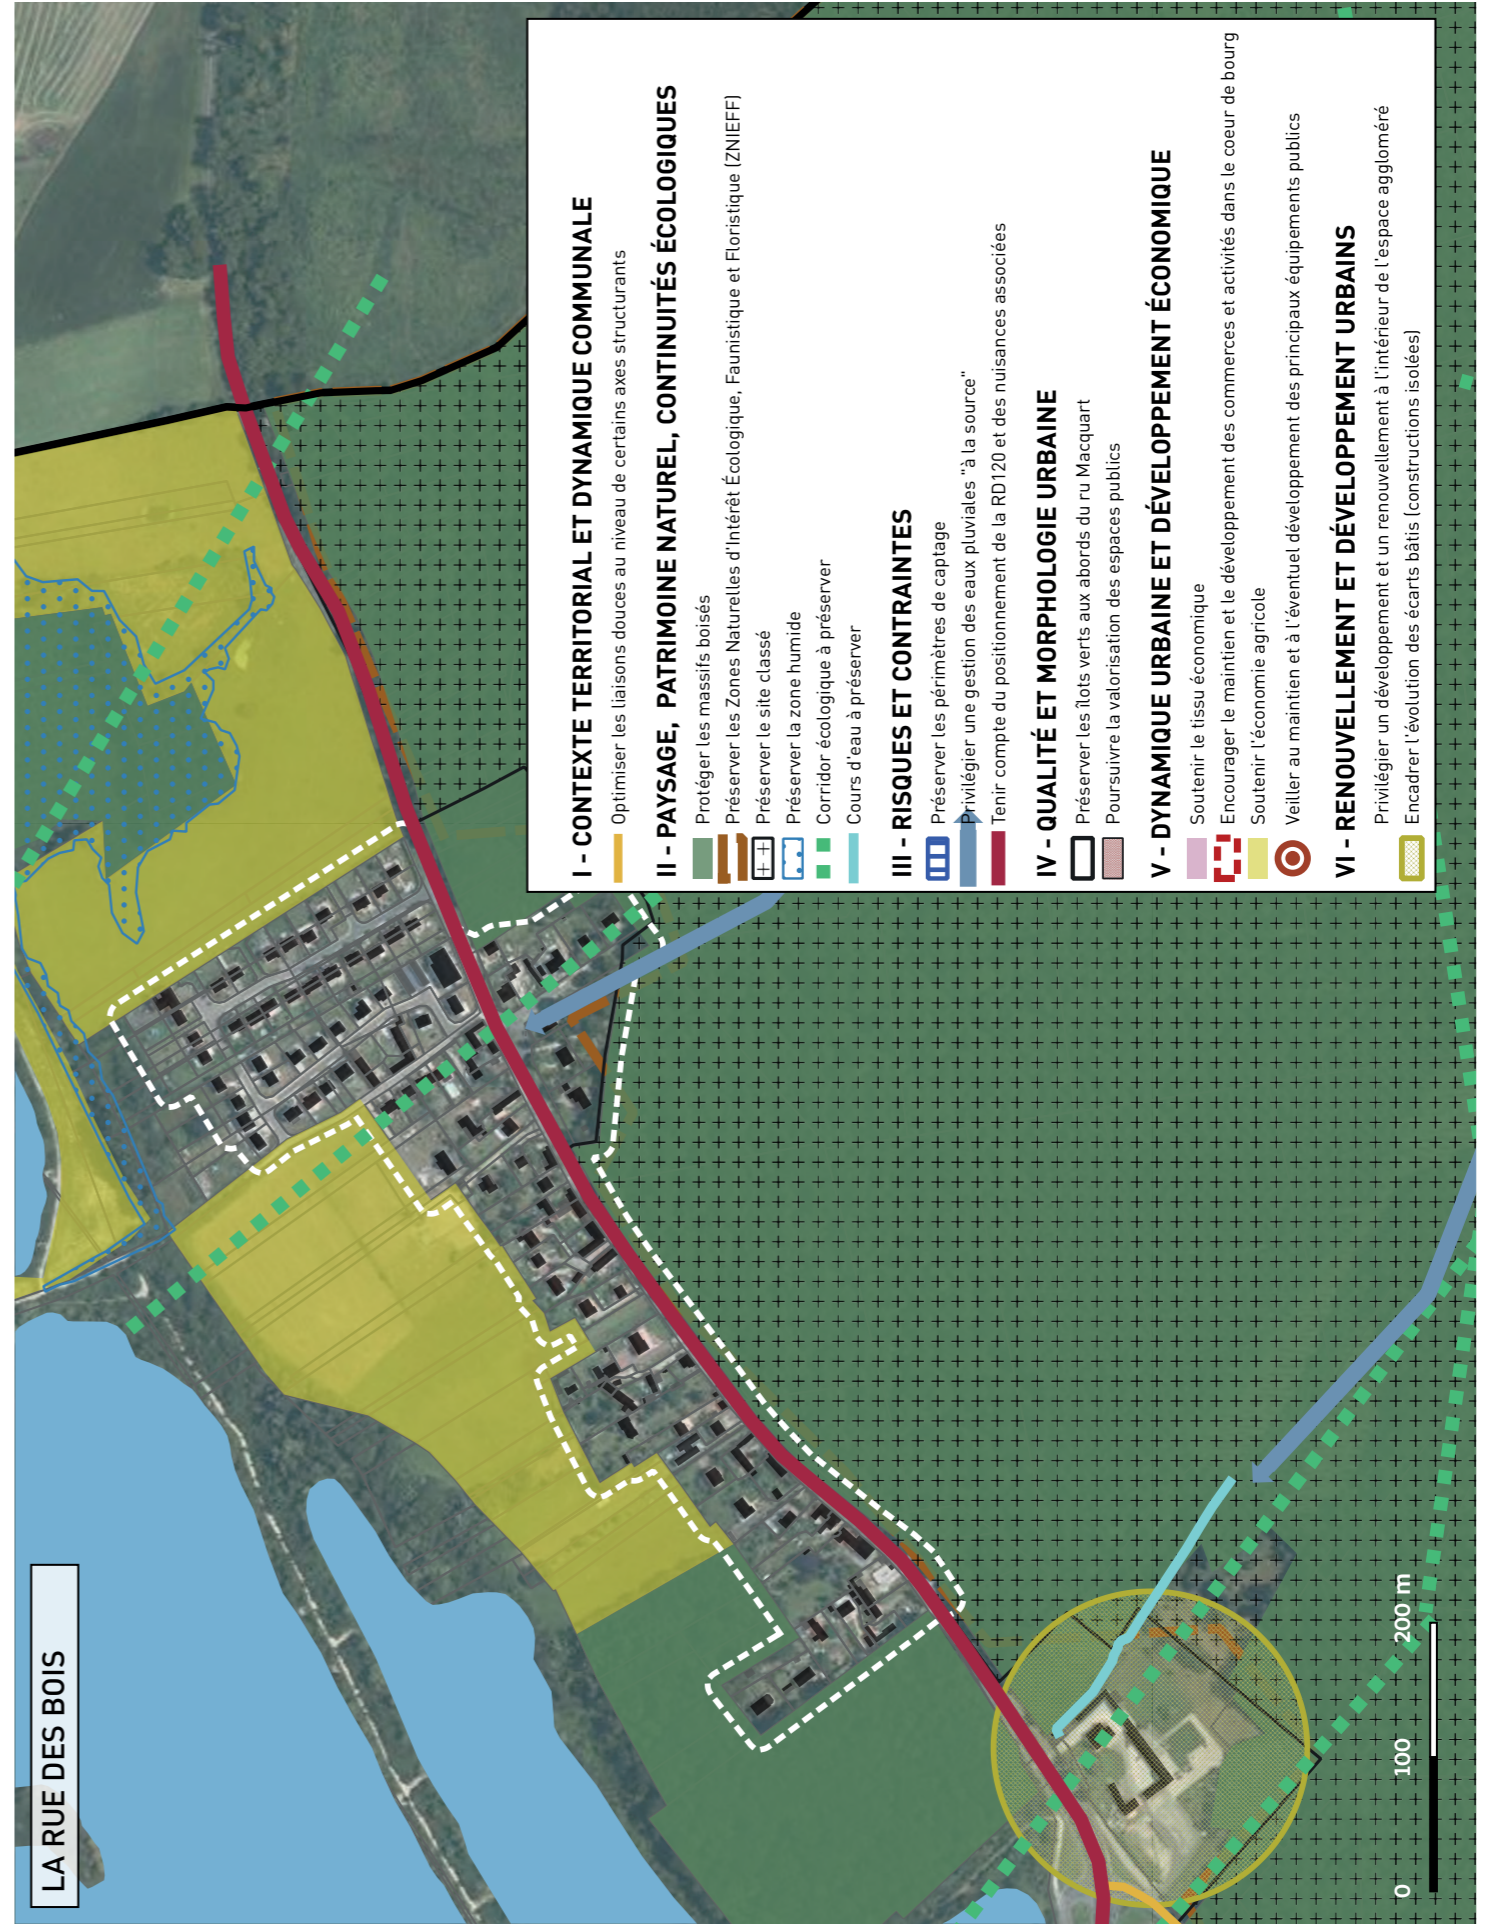 LA RUE DES BOIS
I - CONTEXTE TERRITORIAL ET DYNAMIQUE COMMUNALE
Optimiser les liaisons douces au niveau de certains axes structurants
II - PAYSAGE, PATRIMOINE NATUREL, CONTINUITÉS ÉCOLOGIQUES
Protéger les massifs boisés
Préserver les Zones Naturelles d'Intérêt Écologique, Faunistique et Floristique (ZNIEFF)
Préserver le site classé
Préserver la zone humide
Corridor écologique à préserver
Cours d'eau à préserver
III - RISQUES ET CONTRAINTES
Préserver les périmètres de captage
Privilégier une gestion des eaux pluviales "à la source"
Tenir compte du positionnement de la RD120 et des nuisances associées
IV - QUALITÉ ET MORPHOLOGIE URBAINE
Préserver les îlots verts aux abords du ru Macquart
Poursuivre la valorisation des espaces publics
V - DYNAMIQUE URBAINE ET DÉVELOPPEMENT ÉCONOMIQUE
Soutenir le tissu économique
Encourager le maintien et le développement des commerces et activités dans le coeur de bourg
Soutenir l'économie agricole
Veiller au maintien et à l'éventuel développement des principaux équipements publics
VI - RENOUVELLEMENT ET DÉVELOPPEMENT URBAINS
Privilégier un développement et un renouvellement à l'intérieur de l'espace aggloméré
Encadrer l'évolution des écarts bâtis (constructions isolées)
0 100 200 m